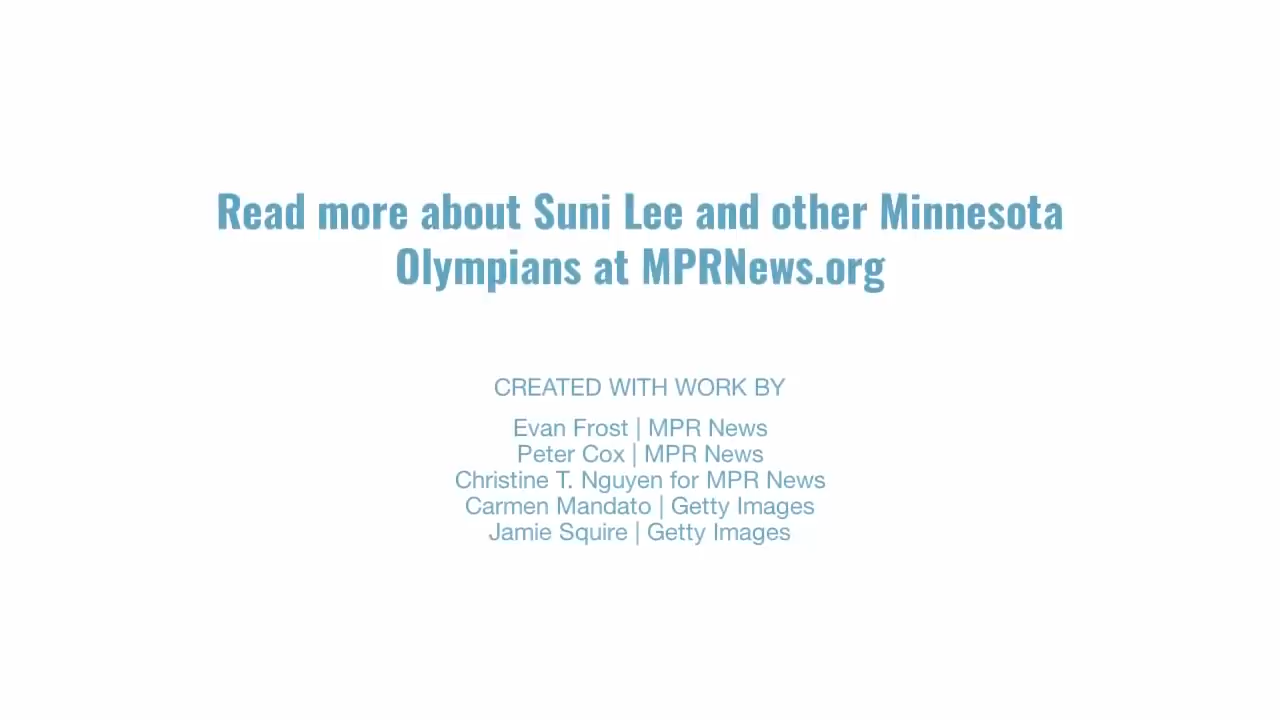 Read more about Suni Lee and other Minnesota
Olympians at MPRNews.org
CREATED WITH WORK BY
Evan Frost | MPR News
Peter Cox | MPR News
Christine T. Nguyen for MPR News
Carmen Mandato | Getty Images
Jamie Squire | Getty Images